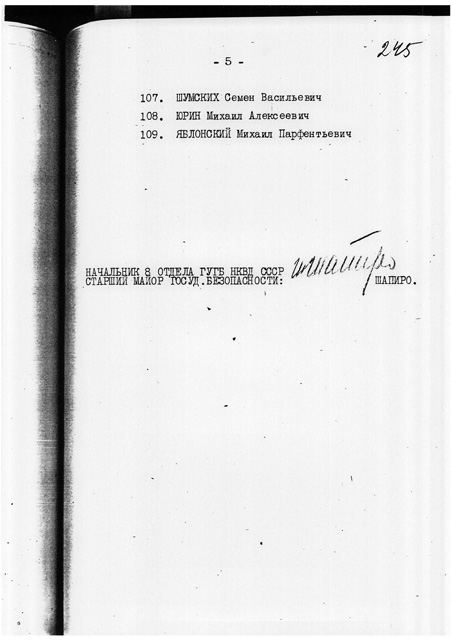 245
- 5 -
107. ШУМСКИХ Семен Васильевич
108. ЮРИН Михаил Алексеевич
109. ЯБЛОНСКИЙ Михаил Парфентьевич
НАЧАЛЬНИК 8 ОТДЕЛА ГУГБ НКВД СССР
СТАРШИЙ МАЙОР ГОСУД.БЕЗОПАСНОСТИ: ШАПИРО.